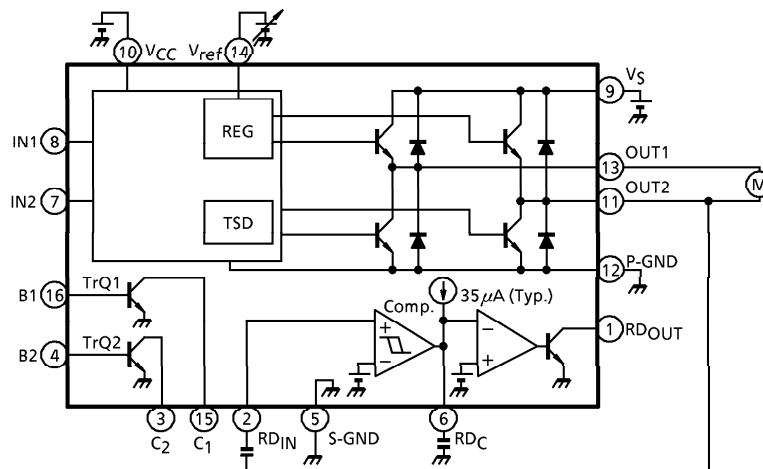 10 VCC Vref 14
VS
9
REG
IN1 8
OUT1
13
M
OUT2
11
IN2 7
TSD
P-GND
12
B1 16 TrQ1
Comp.
35μA (Typ.)
+
−
−
+
1 RDOUT
B2 4 TrQ2
3 15 2 5 6
C2 C1 RDIN S-GND RDC